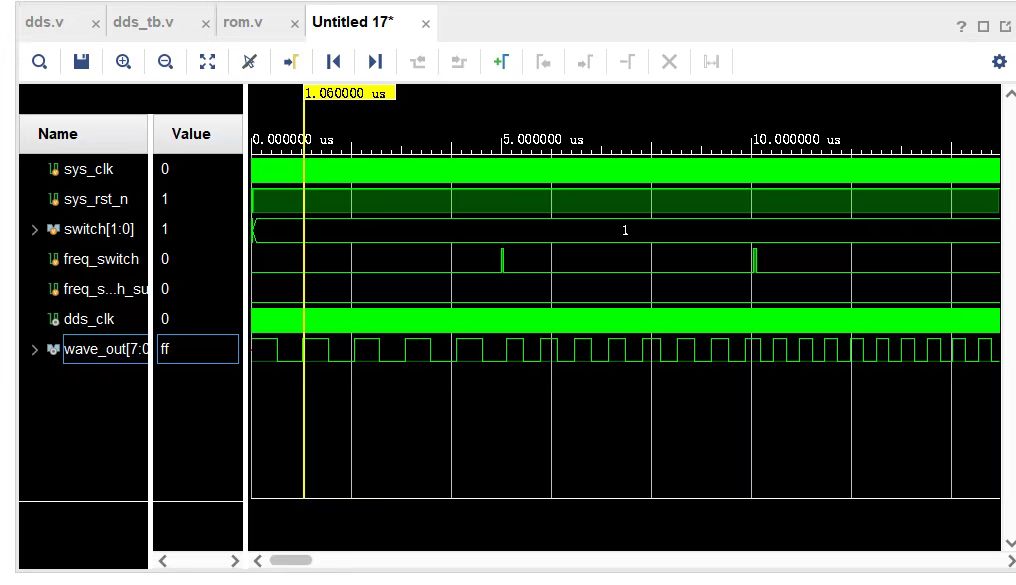 dds.v × dds_tb.v × rom.v × Untitled 17* ×
?
1.060000 us
Name Value
0.000000 us 5.000000 us 10.000000 us
sys_clk 0
sys_rst_n 1
switch[1:0] 1 1
freq_switch 0
freq_s...h_su 0
dds_clk 0
wave_out[7:0 ff